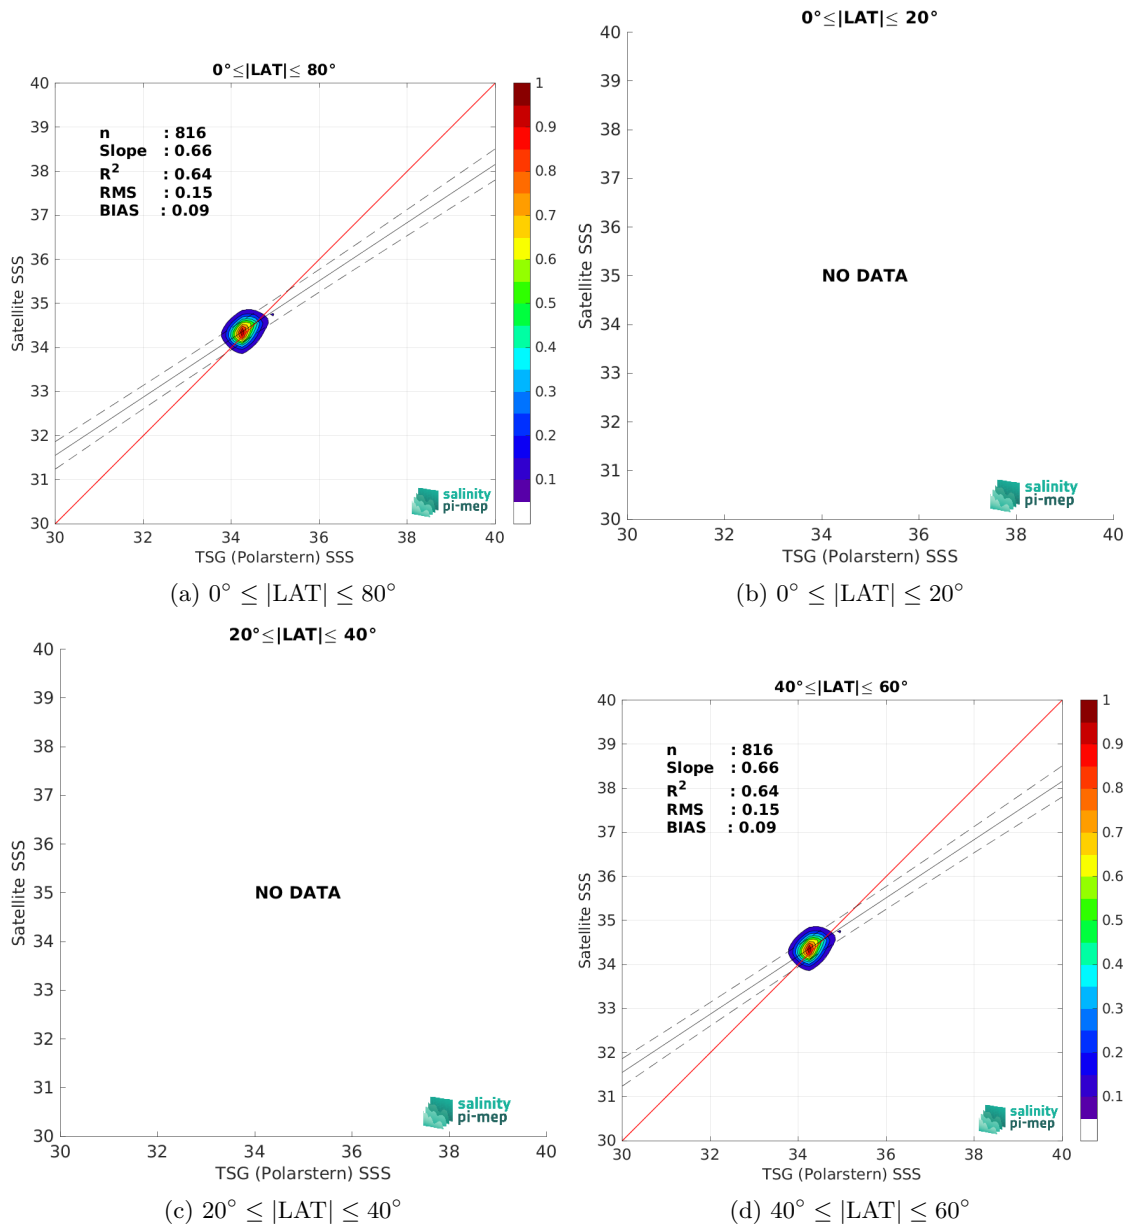 0°≤|LAT|≤ 80°
40
39
38
37
36
35
34
33
32
31
30
Satellite SSS
n : 816
Slope : 0.66
R² : 0.64
RMS : 0.15
BIAS : 0.09
salinity
pi-mep
30 32 34 36 38 40
TSG (Polarstern) SSS
1
0.9
0.8
0.7
0.6
0.5
0.4
0.3
0.2
0.1
(a) 0° ≤ |LAT| ≤ 80°
0°≤|LAT|≤ 20°
40
39
38
37
36
35
34
33
32
31
30
Satellite SSS
NO DATA
salinity
pi-mep
30 32 34 36 38 40
TSG (Polarstern) SSS
(b) 0° ≤ |LAT| ≤ 20°
20°≤|LAT|≤ 40°
40
39
38
37
36
35
34
33
32
31
30
Satellite SSS
NO DATA
salinity
pi-mep
30 32 34 36 38 40
TSG (Polarstern) SSS
(c) 20° ≤ |LAT| ≤ 40°
40°≤|LAT|≤ 60°
40
39
38
37
36
35
34
33
32
31
30
Satellite SSS
n : 816
Slope : 0.66
R² : 0.64
RMS : 0.15
BIAS : 0.09
salinity
pi-mep
30 32 34 36 38 40
TSG (Polarstern) SSS
1
0.9
0.8
0.7
0.6
0.5
0.4
0.3
0.2
0.1
(d) 40° ≤ |LAT| ≤ 60°